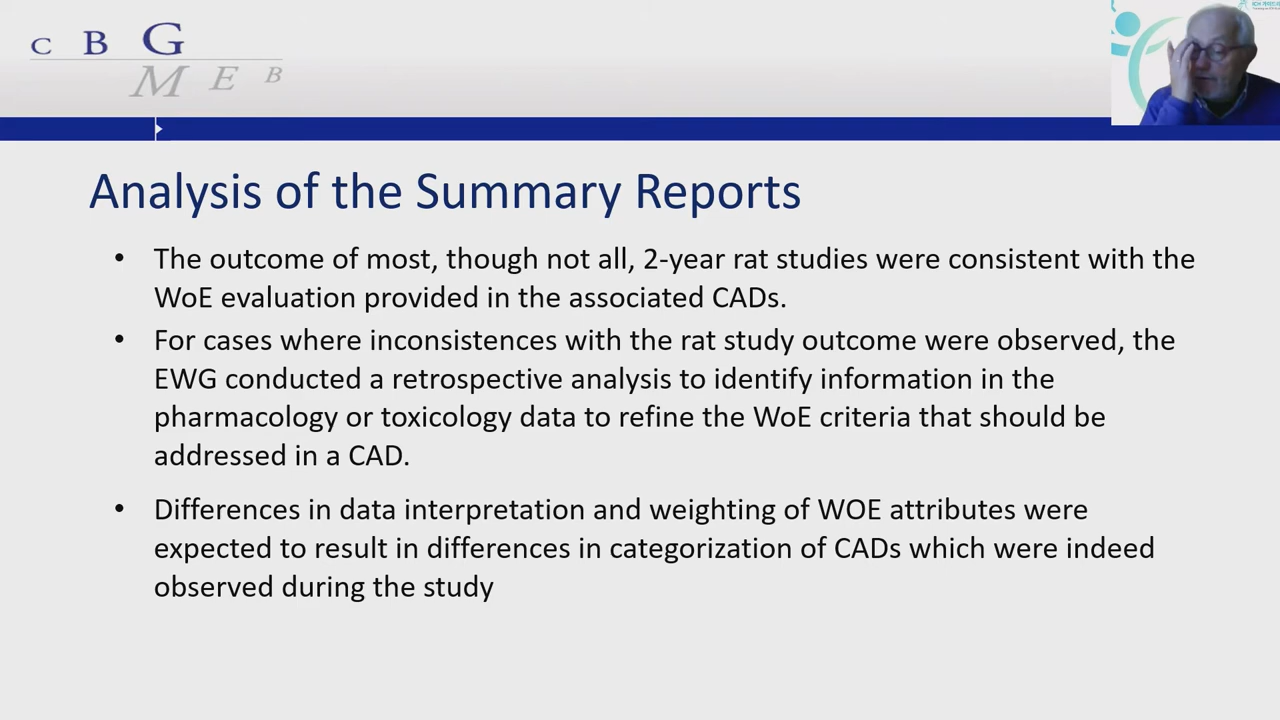 C B G
M E B
Analysis of the Summary Reports
• The outcome of most, though not all, 2-year rat studies were consistent with the
WoE evaluation provided in the associated CADs.
• For cases where inconsistences with the rat study outcome were observed, the
EWG conducted a retrospective analysis to identify information in the
pharmacology or toxicology data to refine the WoE criteria that should be
addressed in a CAD.
• Differences in data interpretation and weighting of WOE attributes were
expected to result in differences in categorization of CADs which were indeed
observed during the study